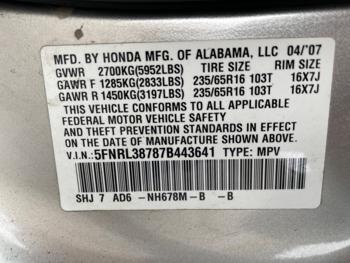 MFD. BY HONDA MFG. OF ALABAMA, LLC 04/'07
GVWR 2700KG(5952LBS) TIRE SIZE RIM SIZE
GAWR F 1285KG(2833LBS) 235/65R16 103T 16X7J
GAWR R 1450KG(3197LBS) 235/65R16 103T 16X7J
THIS VEHICLE CONFORMS TO ALL APPLICABLE
FEDERAL MOTOR VEHICLE SAFETY STANDARDS IN
EFFECT ON THE DATE OF MANUFACTURE SHOWN ABOVE.
V.I.N.:5FNRL38787B443641 TYPE: MPV
SHJ 7 AD6 -NH678M-B -B